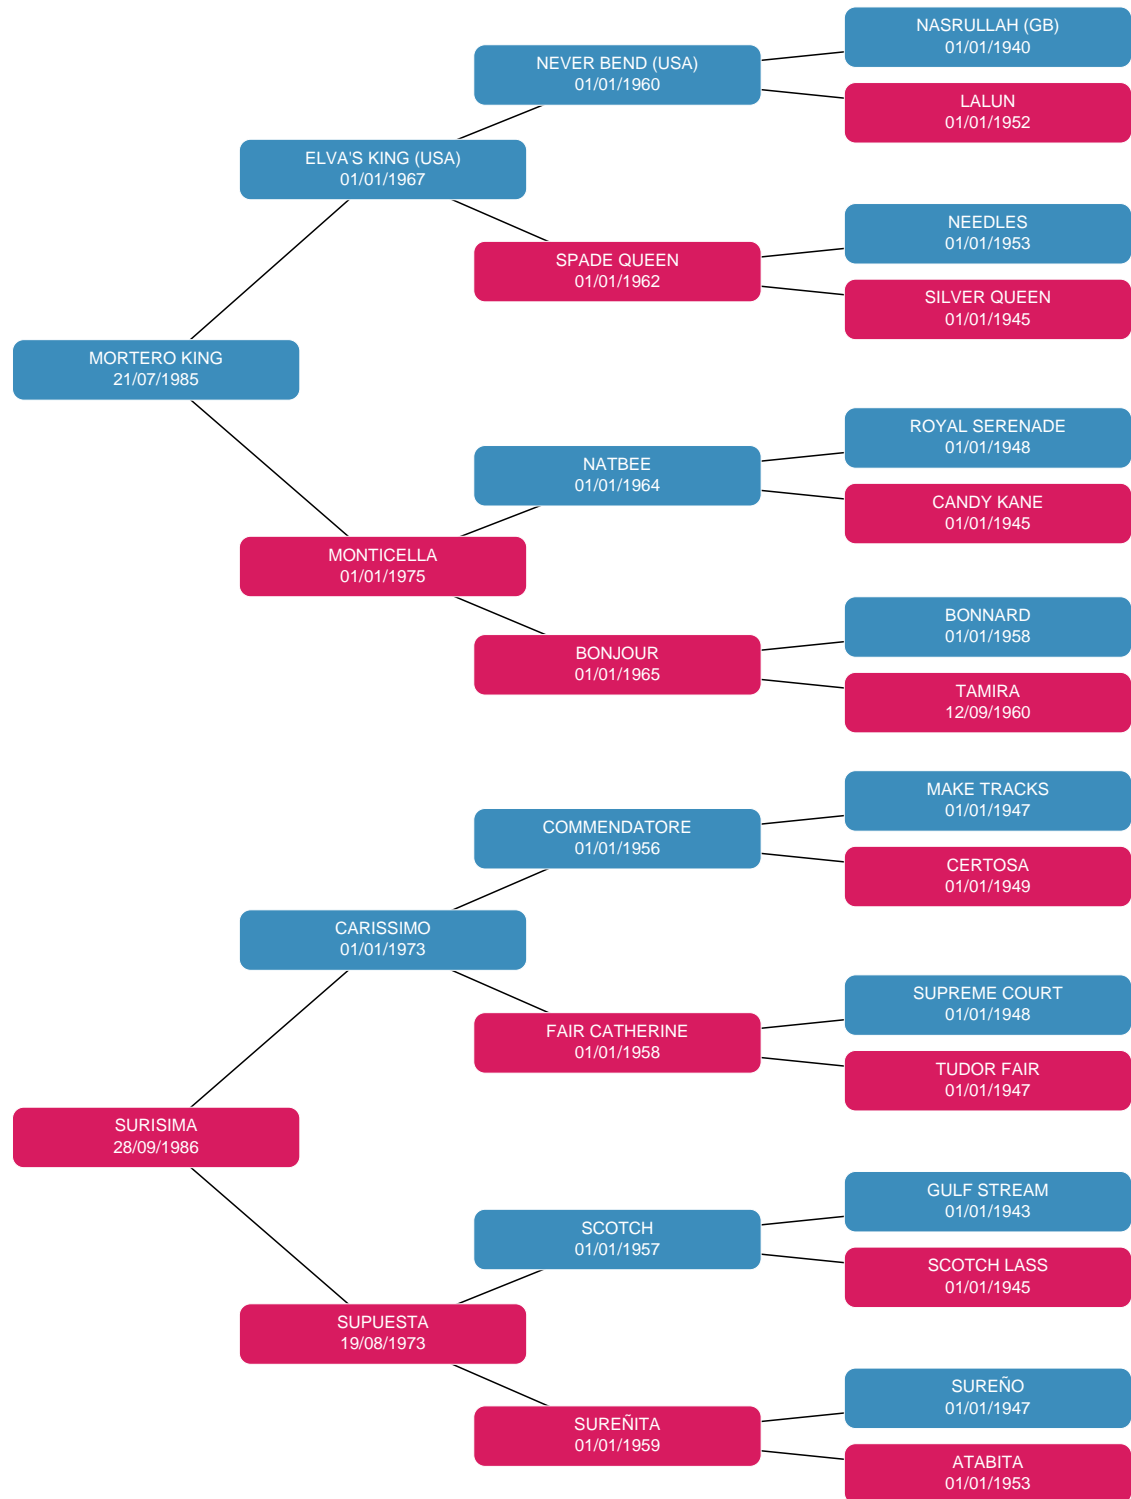 NASRULLAH (GB)
01/01/1940
NEVER BEND (USA)
01/01/1960
LALUN
01/01/1952
ELVA'S KING (USA)
01/01/1967
NEEDLES
01/01/1953
SPADE QUEEN
01/01/1962
SILVER QUEEN
01/01/1945
MORTERO KING
21/07/1985
ROYAL SERENADE
01/01/1948
NATBEE
01/01/1964
CANDY KANE
01/01/1945
MONTICELLA
01/01/1975
BONNARD
01/01/1958
BONJOUR
01/01/1965
TAMIRA
12/09/1960
MAKE TRACKS
01/01/1947
COMMENDATORE
01/01/1956
CERTOSA
01/01/1949
CARISSIMO
01/01/1973
SUPREME COURT
01/01/1948
FAIR CATHERINE
01/01/1958
TUDOR FAIR
01/01/1947
SURISIMA
28/09/1986
GULF STREAM
01/01/1943
SCOTCH
01/01/1957
SCOTCH LASS
01/01/1945
SUPUESTA
19/08/1973
SUREÑO
01/01/1947
SUREÑITA
01/01/1959
ATABITA
01/01/1953